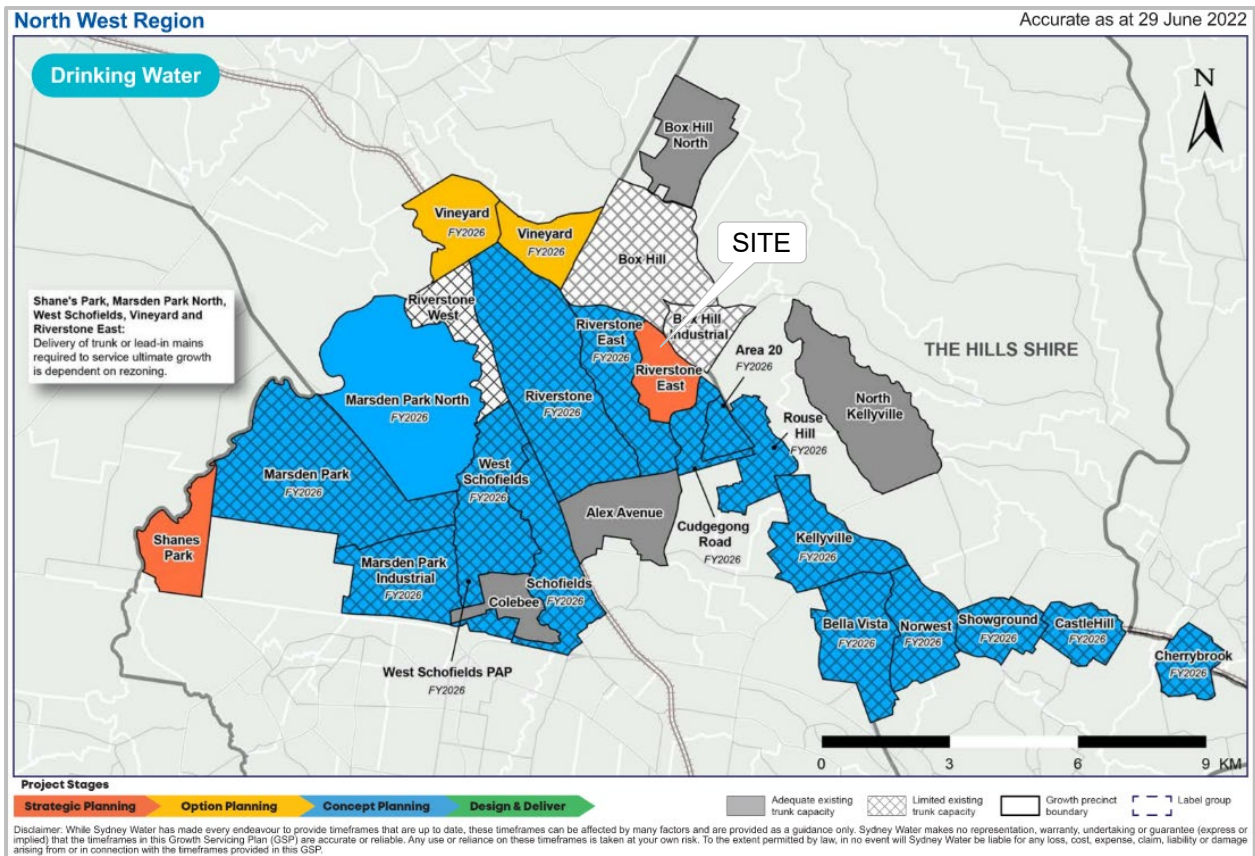 North West Region
Accurate as at 29 June 2022
Drinking Water
N
Box Hill
North
Vineyard
FY2026
Vineyard
FY2026
SITE
Box Hill
Shane's Park, Marsden Park North,
West Schofields, Vineyard and
Riverstone East:
Delivery of trunk or lead-in mains
required to service ultimate growth
is dependent on rezoning.
Riverstone
West
Riverstone
East
FY2026
Box Hill
Industrial
Area 20
FY2026
THE HILLS SHIRE
Riverstone
East
Marsden Park North
FY2026
Riverstone
FY2026
North
Kellyville
Rouse
Hill
FY2026
Marsden Park
FY2026
West
Schofields
FY2026
Alex Avenue
Cudgegong
Road
FY2026
Kellyville
FY2026
Shanes
Park
Marsden Park
Industrial
FY2026
Schofields
FY2026
Colebee
Bella Vista
FY2026
Norwest
FY2026
Showground
FY2026
CastleHill
FY2026
Cherrybrook
FY2026
West Schofields PAP
FY2026
0 3 6 9 KM
Project Stages
Strategic Planning Option Planning Concept Planning Design & Deliver
Adequate existing
trunk capacity
Limited existing
trunk capacity
Growth precinct
boundary
Label group
Disclaimer: While Sydney Water has made every endeavour to provide timeframes that are up to date, these timeframes can be affected by many factors and are provided as a guidance only. Sydney Water makes no representation, warranty, undertaking or guarantee (express or
implied) that the timeframes in this Growth Servicing Plan (GSP) are accurate or reliable. Any use or reliance on these timeframes is taken at your own risk. To the extent permitted by law, in no event will Sydney Water be liable for any loss, cost, expense, claim, liability or damage
arising from or in connection with the timeframes provided in this GSP.